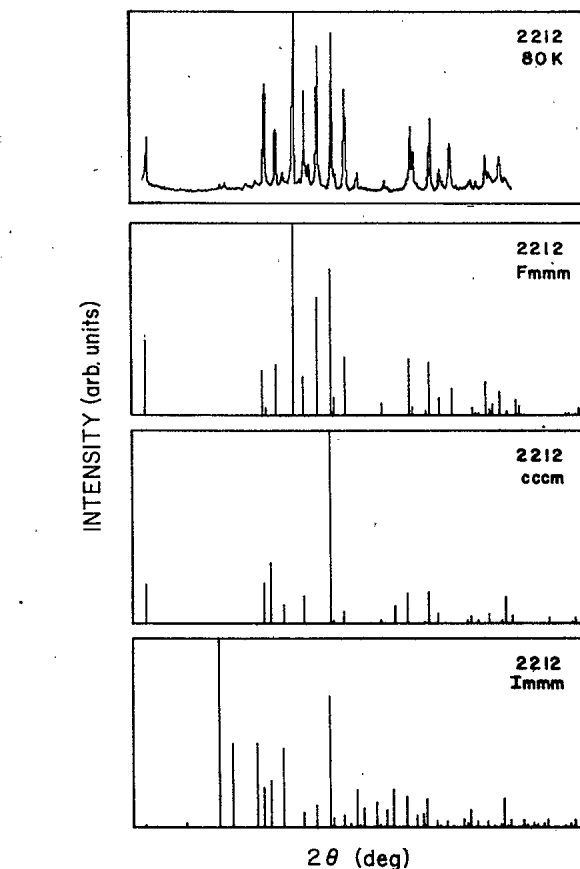 2212
80K
2212
Fmmm
2212
cccm
2212
Immm
INTENSITY (arb. units)
2θ (deg)